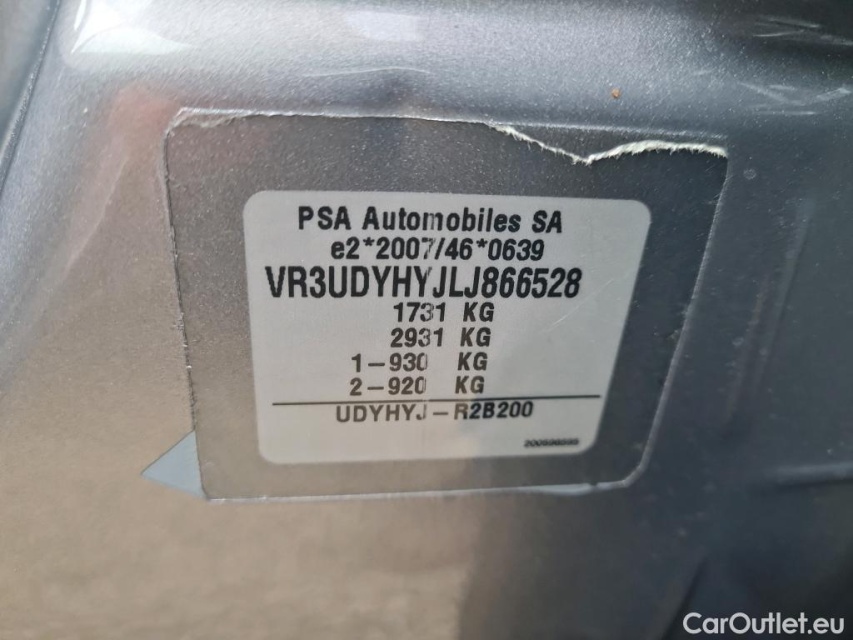 PSA Automobiles SA
e2*2007/46*0639
VR3UDYHYJLJ866528
1731 KG
2931 KG
1-930 KG
2-920 KG
UDYHYJ-R2B200
CarOutlet.eu